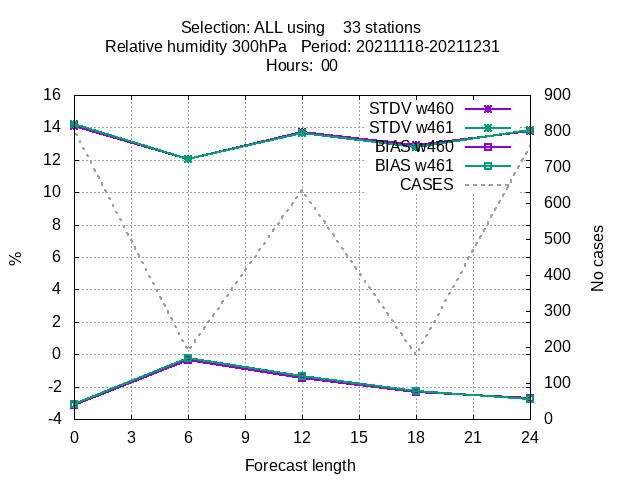 Selection: ALL using    33 stations
Relative humidity 300hPa   Period: 20211118-20211231
Hours:  00
STDV w460
STDV w461
BIAS w460
BIAS w461
CASES
16
14
12
10
8
6
4
2
0
-2
-4
%
900
800
700
600
500
400
300
200
100
0
No cases
0 3 6 9 12 15 18 21 24
Forecast length